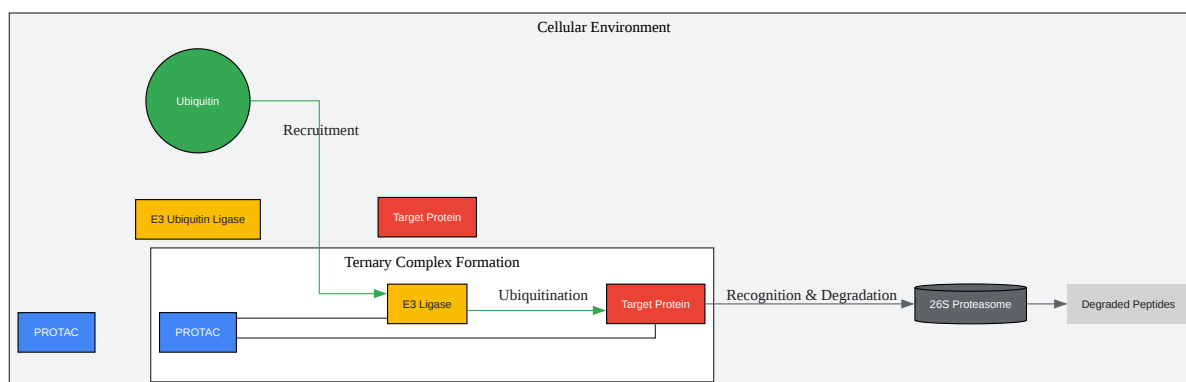 Cellular Environment
Ubiquitin
Recruitment
E3 Ubiquitin Ligase
Target Protein
Ternary Complex Formation
E3 Ligase
Ubiquitination
Target Protein
Recognition & Degradation
26S Proteasome
Degraded Peptides
PROTAC
PROTAC